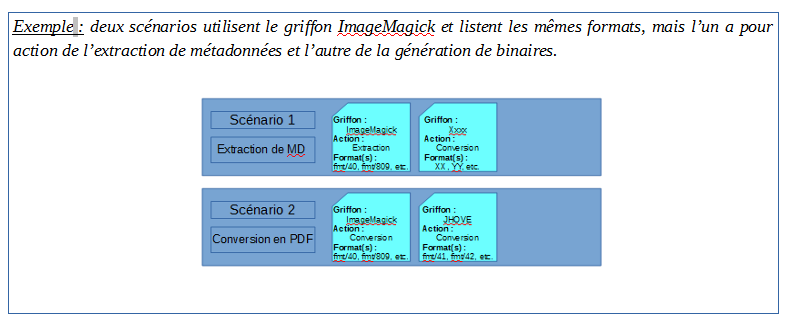 Exemple : deux scénarios utilisent le griffon ImageMagick et listent les mêmes formats, mais l’un a pour
action de l’extraction de métadonnées et l’autre de la génération de binaires.
Scénario 1
Extraction de MD
Griffon :
ImageMagick
Action :
Extraction
Format(s) :
fmt/40, fmt/809, etc.
Griffon :
Xxxx
Action :
Conversion
Format(s) :
XX , YY, etc.
Scénario 2
Conversion en PDF
Griffon :
ImageMagick
Action :
Conversion
Format(s) :
fmt/40, fmt/809, etc.
Griffon :
JHOVE
Action :
Conversion
Format(s) :
fmt/41, fmt/42, etc.